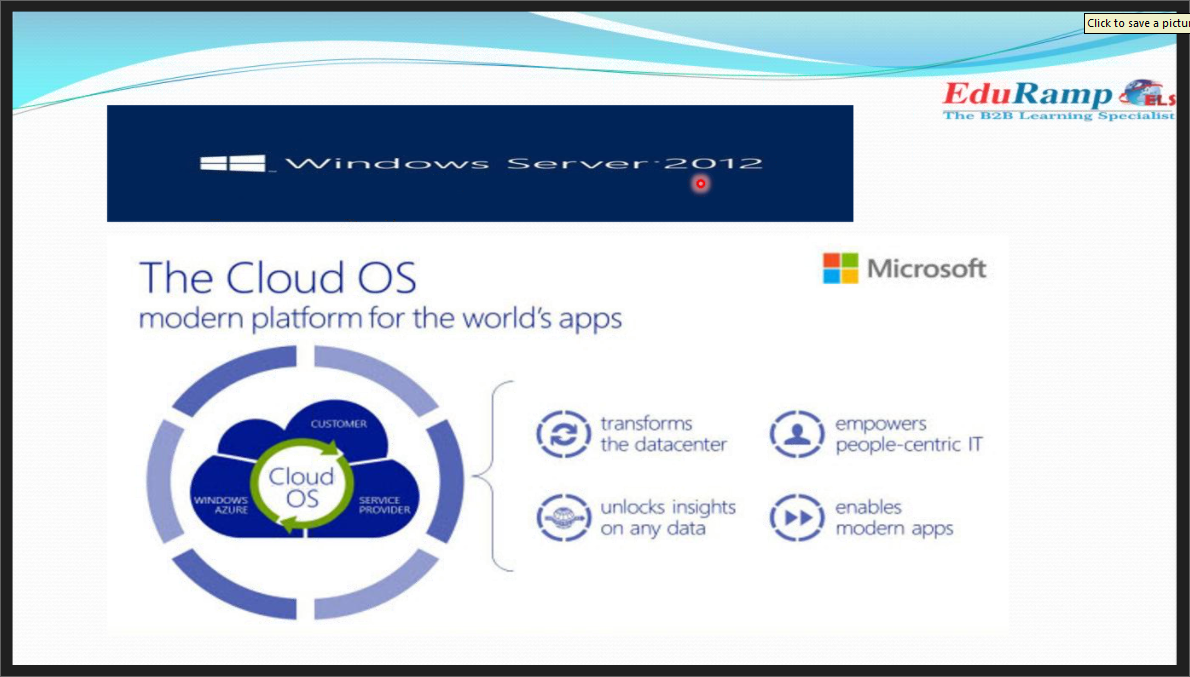 Click to save a pictur
EduRamp
ELS
The B2B Learning Specialist
Windows Server 2012
The Cloud OS
modern platform for the world's apps
Microsoft
CUSTOMER
Cloud
OS
WINDOWS
AZURE
SERVICE
PROVIDER
transforms
the datacenter
empowers
people-centric IT
unlocks insights
on any data
enables
modern apps